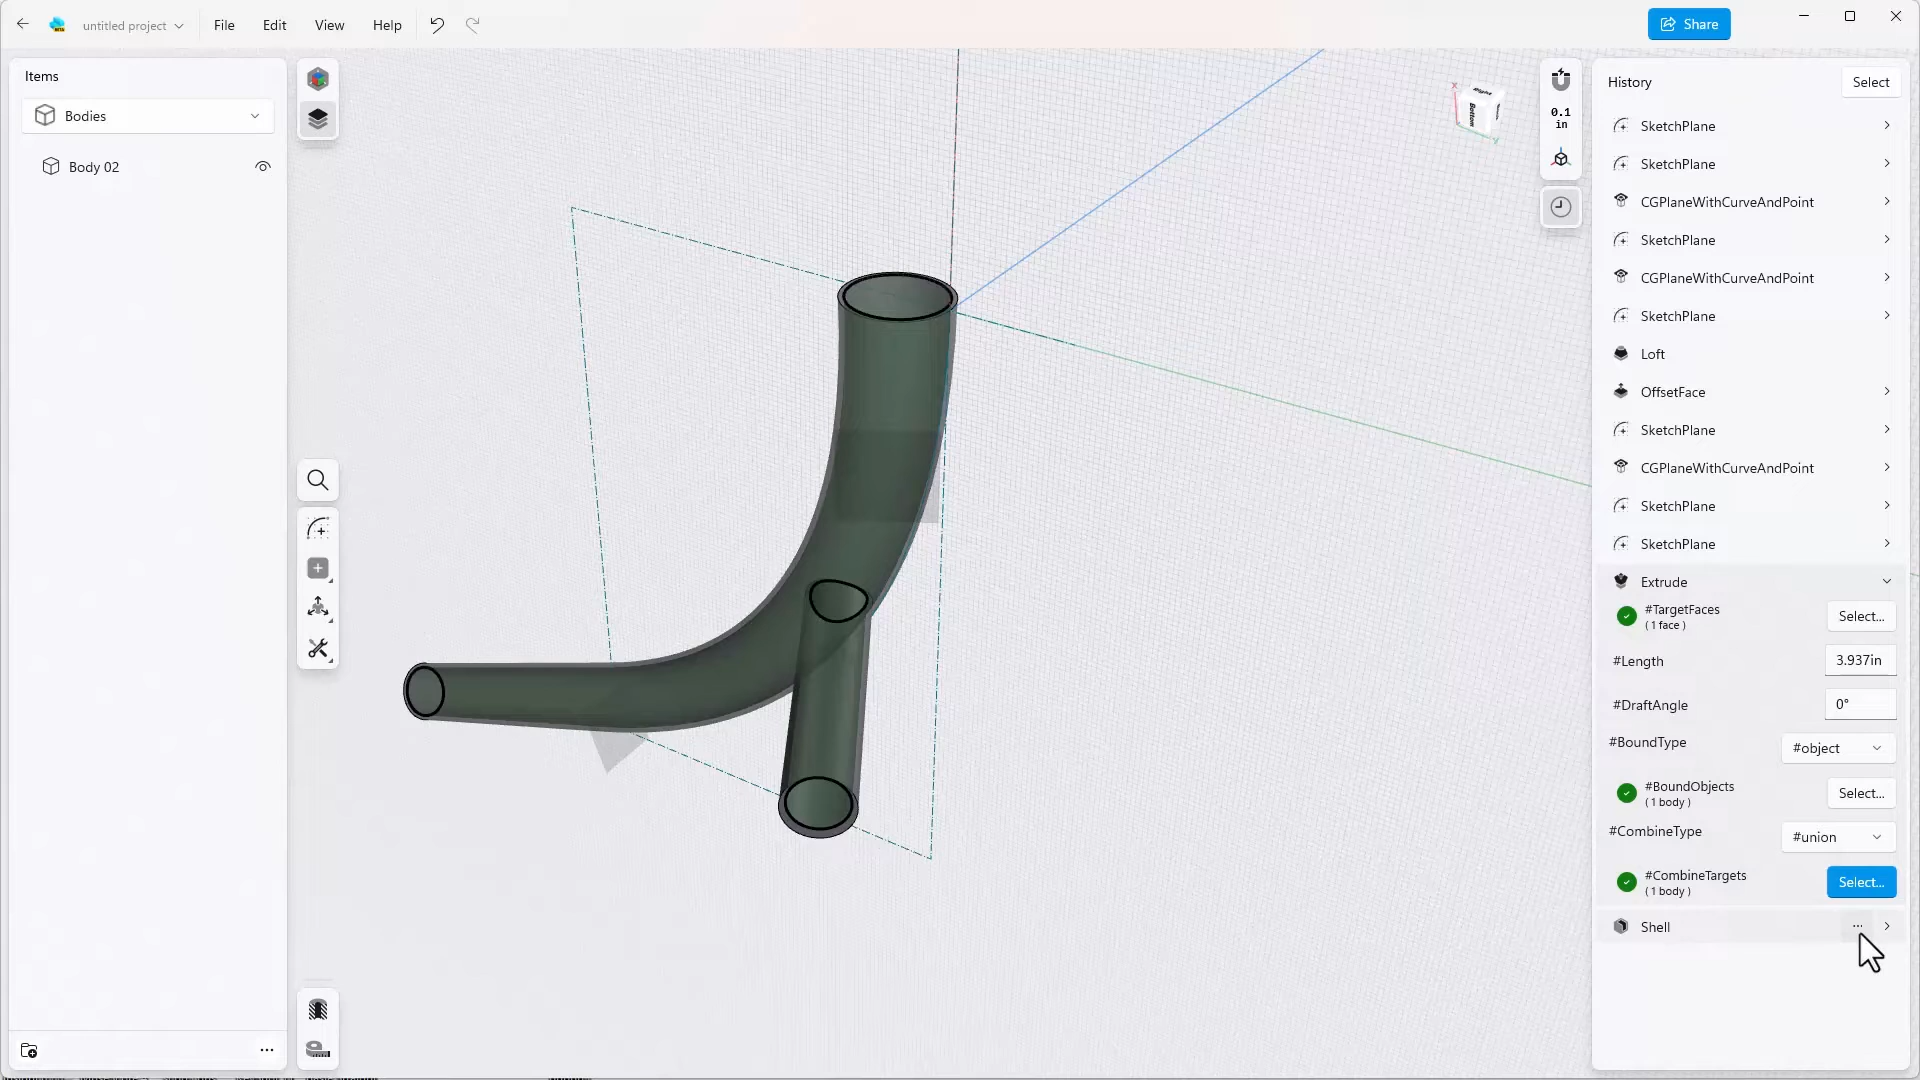 untitled project
File
Edit
View
Help
Share
Items
Bodies
Body 02
Right
Bottom
X
Y
0.1
in
History
Select
SketchPlane
SketchPlane
CGPlaneWithCurveAndPoint
SketchPlane
CGPlaneWithCurveAndPoint
SketchPlane
Loft
OffsetFace
SketchPlane
CGPlaneWithCurveAndPoint
SketchPlane
SketchPlane
Extrude
#TargetFaces
( 1 face )
Select...
#Length
3.937in
#DraftAngle
0°
#BoundType
#object
#BoundObjects
( 1 body )
Select...
#CombineType
#union
#CombineTargets
( 1 body )
Select...
Shell